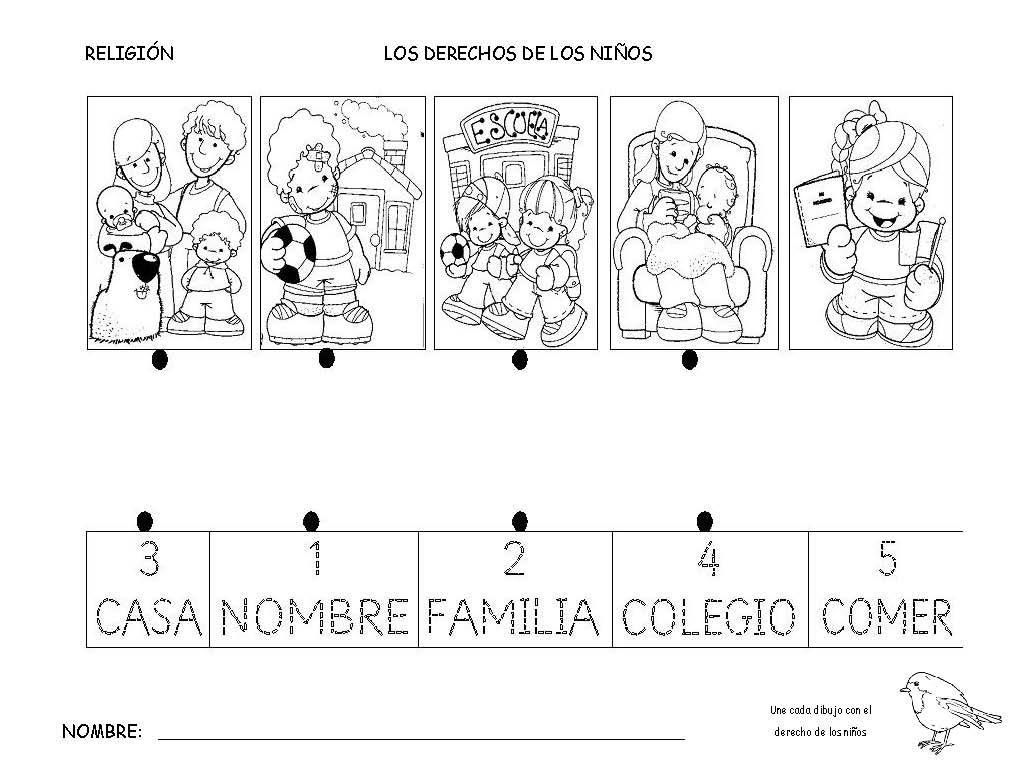 RELIGIÓN LOS DERECHOS DE LOS NIÑOS
ESCUELA
3 1 2 4 5
CASA NOMBRE FAMILIA COLEGIO COMER
Une cada dibujo con el
derecho de los niños
NOMBRE: